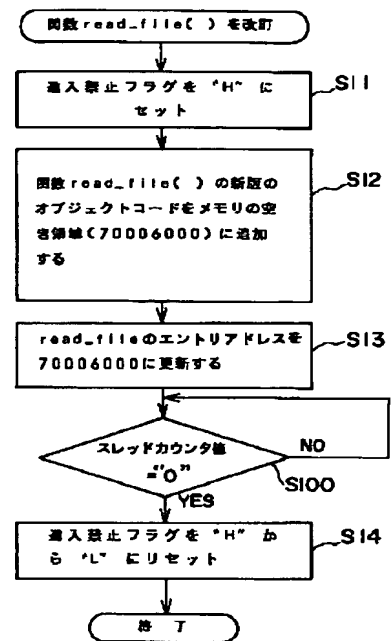 関数read_file( )を改訂
S11
進入禁止フラグを "H" に
セット
S12
関数read_file( )の新版の
オブジェクトコードをメモリの空
き領域(70006000)に追加
する
S13
read_fileのエントリアドレスを
70006000に更新する
スレッドカウンタ値
="0"
NO
S100
YES
S14
進入禁止フラグを "H" か
ら "L" にリセット
終 了